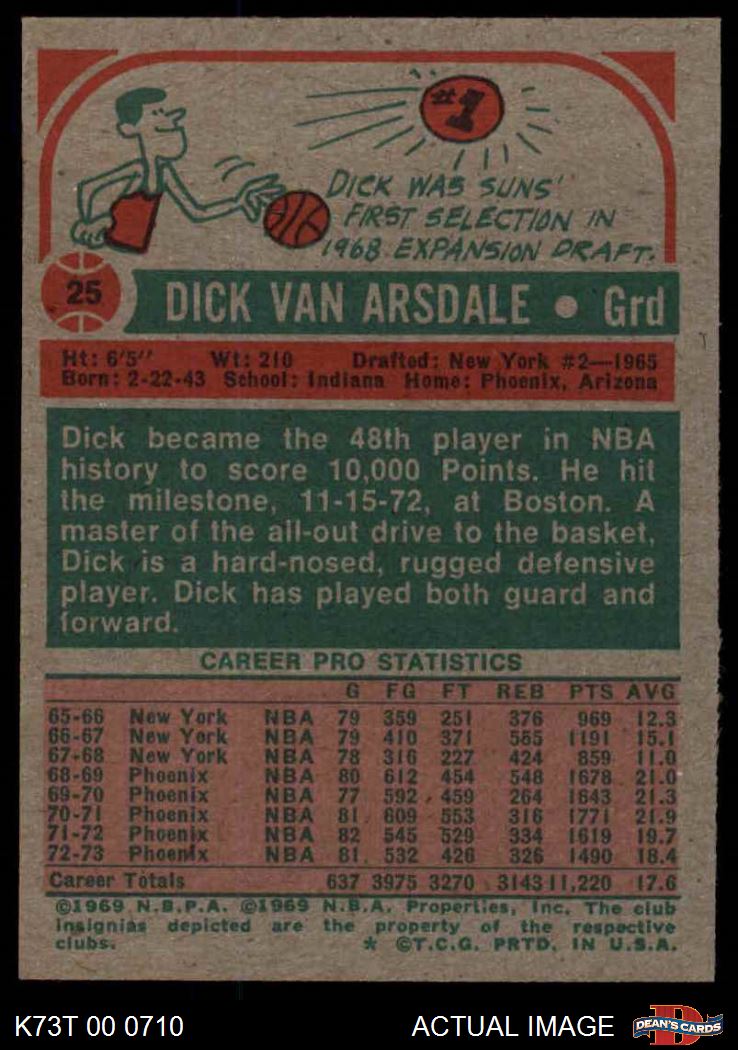 #1
DICK WAS SUNS'
FIRST SELECTION IN
1968 EXPANSION DRAFT.
25 DICK VAN ARSDALE • Grd
Ht: 6'5" Wt: 210 Drafted: New York #2—1965
Born: 2-22-43 School: Indiana Home: Phoenix, Arizona
Dick became the 48th player in NBA
history to score 10,000 Points. He hit
the milestone, 11-15-72, at Boston. A
master of the all-out drive to the basket,
Dick is a hard-nosed, rugged defensive
player. Dick has played both guard and
forward.
CAREER PRO STATISTICS
G FG FT REB PTS AVG
65-66 New York NBA 79 359 251 376 969 12.3
66-67 New York NBA 79 410 371 565 1191 15.1
67-68 New York NBA 78 316 227 424 859 11.0
68-69 Phoenix NBA 80 612 454 548 1678 21.0
69-70 Phoenix NBA 77 592 459 264 1643 21.3
70-71 Phoenix NBA 81 609 553 316 1771 21.9
71-72 Phoenix NBA 82 545 529 334 1619 19.7
72-73 Phoenix NBA 81 532 426 326 1490 18.4
Career Totals 637 3975 3270 3143 11,220 17.6
©1969 N.B.P.A. ©1969 N.B.A. Properties, Inc. The club
insignias depicted are the property of the respective
clubs. * ©T.C.G. PRTD. IN U.S.A.
K73T 00 0710 ACTUAL IMAGE D DEAN'S CARDS